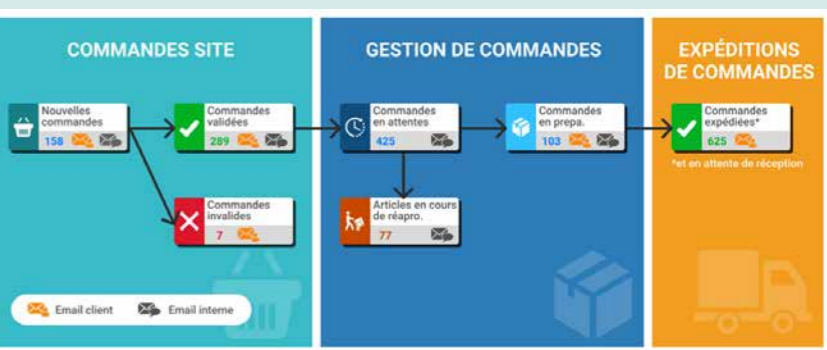 COMMANDES SITE
GESTION DE COMMANDES
EXPÉDITIONS
DE COMMANDES
Nouvelles
commandes
158
Commandes
validées
289
Commandes
en attentes
425
Commandes
en prepa.
103
Commandes
expédiées*
625
*et en attente de réception
Commandes
invalides
7
Articles en cours
de réapro.
77
Email client
Email interne